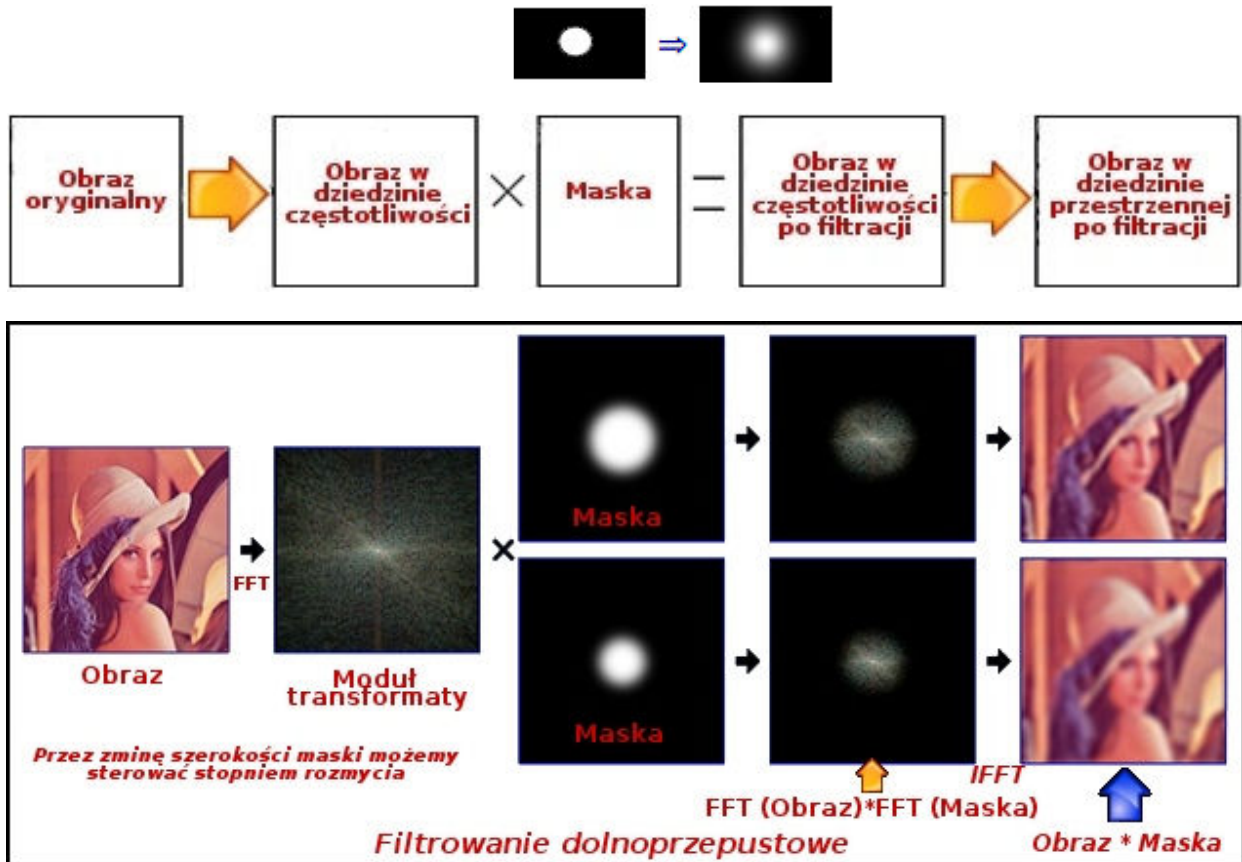 Obraz
oryginalny
Obraz w
dziedzinie
częstotliwości
Maska
Obraz w
dziedzinie
częstotliwości
po filtracji
Obraz w
dziedzinie
przestrzennej
po filtracji
FFT
Obraz
Moduł
transformaty
Maska
Maska
Przez zminę szerokości maski możemy
sterować stopniem rozmycia
IFFT
FFT (Obraz)*FFT (Maska)
Filtrowanie dolnoprzepustowe
Obraz * Maska